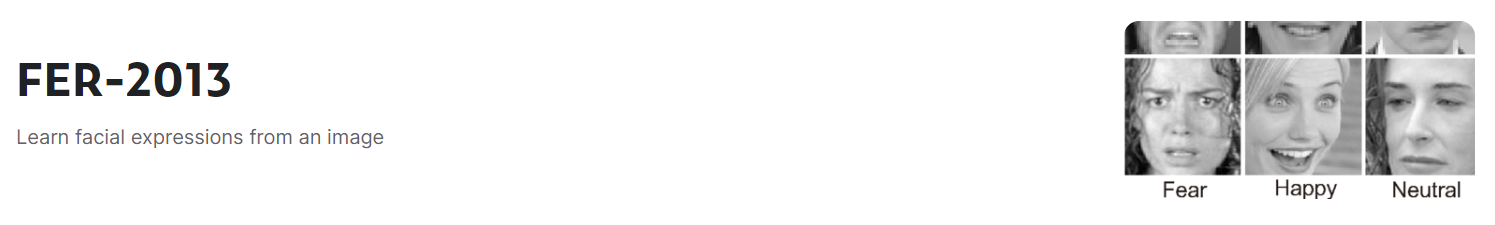 FER-2013
Learn facial expressions from an image
Fear Happy Neutral